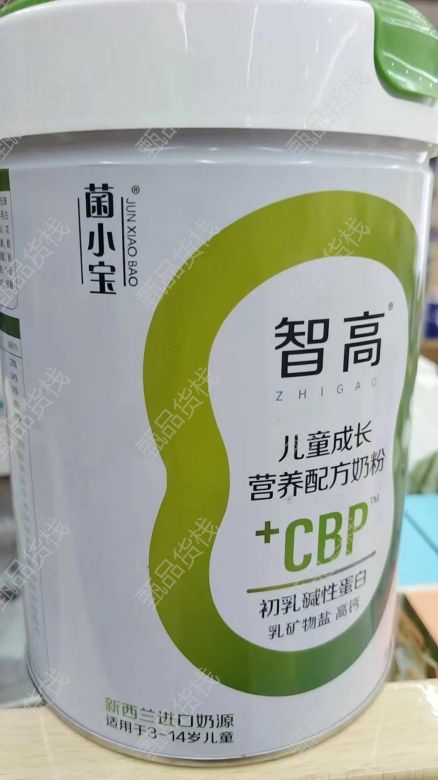 菌小宝®
JUN XIAO BAO
智高®
ZHIGAO
儿童成长
营养配方奶粉
+CBP™
初乳碱性蛋白
乳矿物盐 高钙
新西兰进口奶源
适用于3-14岁儿童
甄品货栈